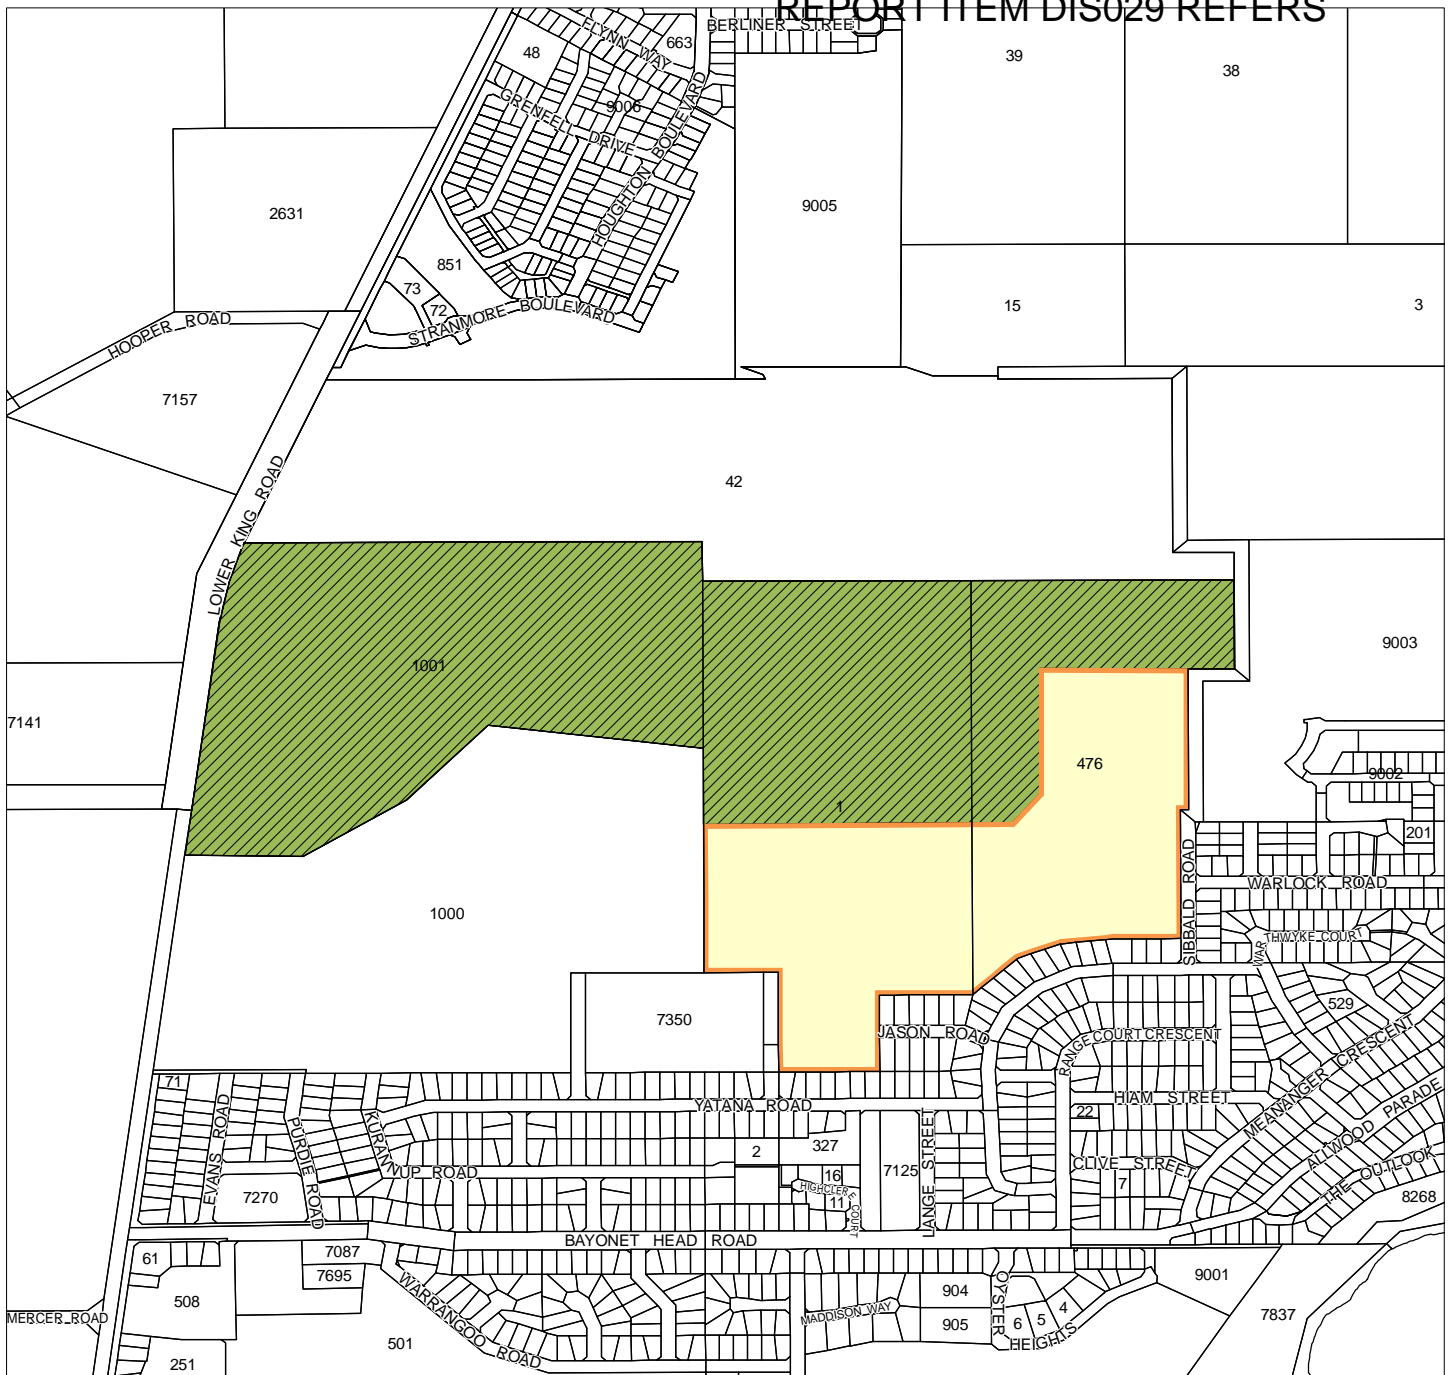 REPORT ITEM DIS029 REFERS
BERLINER STREET
FLYNN WAY
663
48
39
38
9006
GRENFELL DRIVE
HOUGHTON BOULEVARD
2631
9005
851
73
72
STRANMORE BOULEVARD
15
3
HOOPER ROAD
7157
42
LOWER KING ROAD
9003
1001
7141
476
9002
1
201
SIBBALD ROAD
WARLOCK ROAD
1000
WAR
THWYKE COURT
529
7350
JASON ROAD
RANGE COURT CRESCENT
71
YATANA ROAD
HIAM STREET
22
MEANANGER CRESCENT
ALLWOOD PARADE
THE OUTLOOK
EVANS ROAD
PURDIE ROAD
KURANNUP ROAD
2
327
7125
LANGE STREET
CLIVE STREET
7
16
HIGHCLERE COURT
11
7270
8268
BAYONET HEAD ROAD
61
7087
7695
508
WARRANGOO ROAD
904
905
OYSTER HEIGHTS
MADDISON WAY
6
5
4
9001
7837
MERCER ROAD
501
251